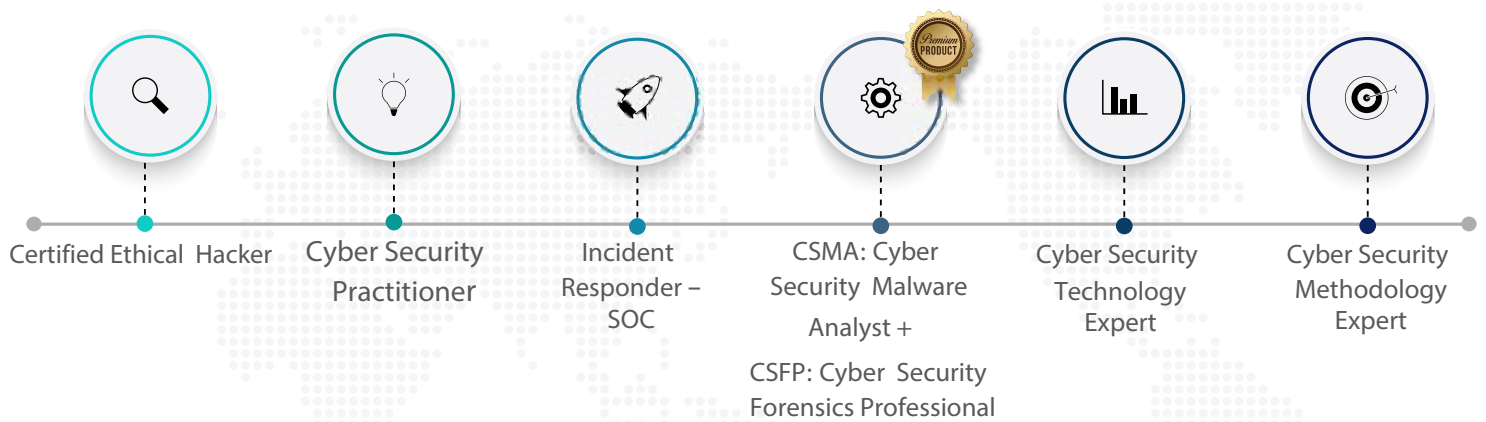 Premium
PRODUCT
Certified Ethical Hacker
Cyber Security
Practitioner
Incident
Responder –
SOC
CSMA: Cyber
Security Malware
Analyst +
CSFP: Cyber Security
Forensics Professional
Cyber Security
Technology
Expert
Cyber Security
Methodology
Expert